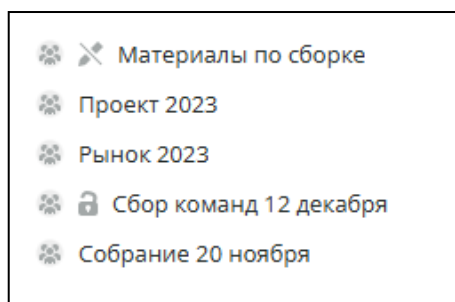 Материалы по сборке
Проект 2023
Рынок 2023
Сбор команд 12 декабря
Собрание 20 ноября